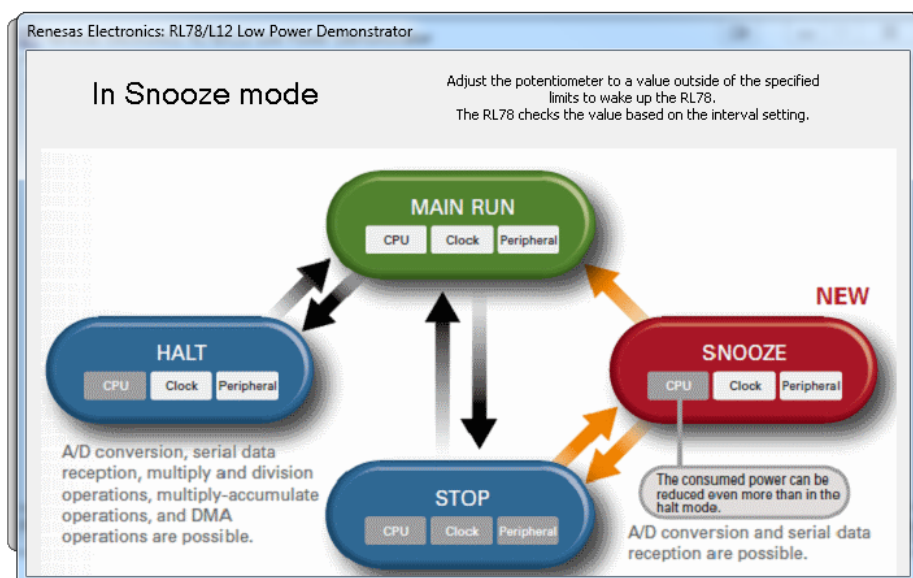 Renesas Electronics: RL78/L12 Low Power Demonstrator
In Snooze mode
Adjust the potentiometer to a value outside of the specified
limits to wake up the RL78.
The RL78 checks the value based on the interval setting.
MAIN RUN
CPU Clock Peripheral
NEW
HALT
CPU Clock Peripheral
SNOOZE
CPU Clock Peripheral
A/D conversion, serial data
reception, multiply and division
operations, multiply-accumulate
operations, and DMA
operations are possible.
STOP
CPU Clock Peripheral
The consumed power can be
reduced even more than in the
halt mode.
A/D conversion and serial data
reception are possible.